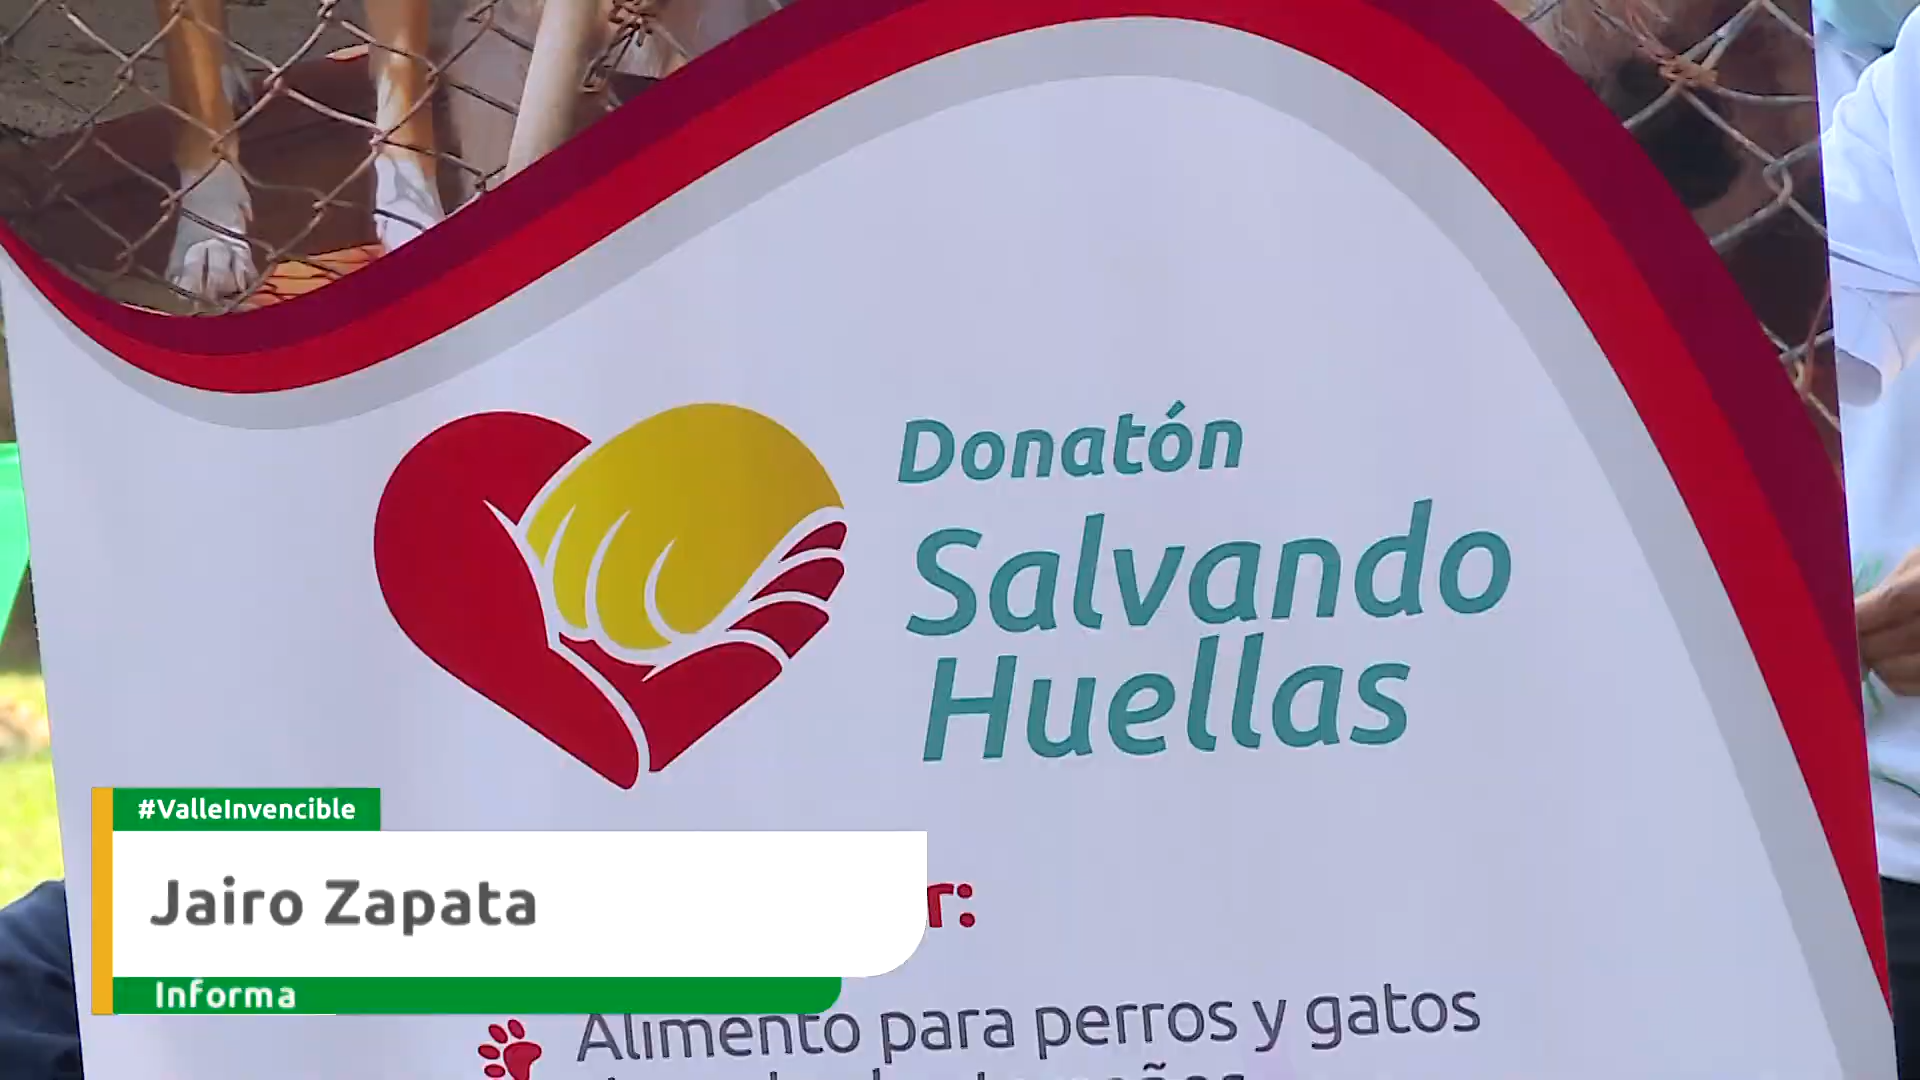 Donatón
Salvando
Huellas
#ValleInvencible
Jairo Zapata
r:
Informa
Alimento para perros y gatos